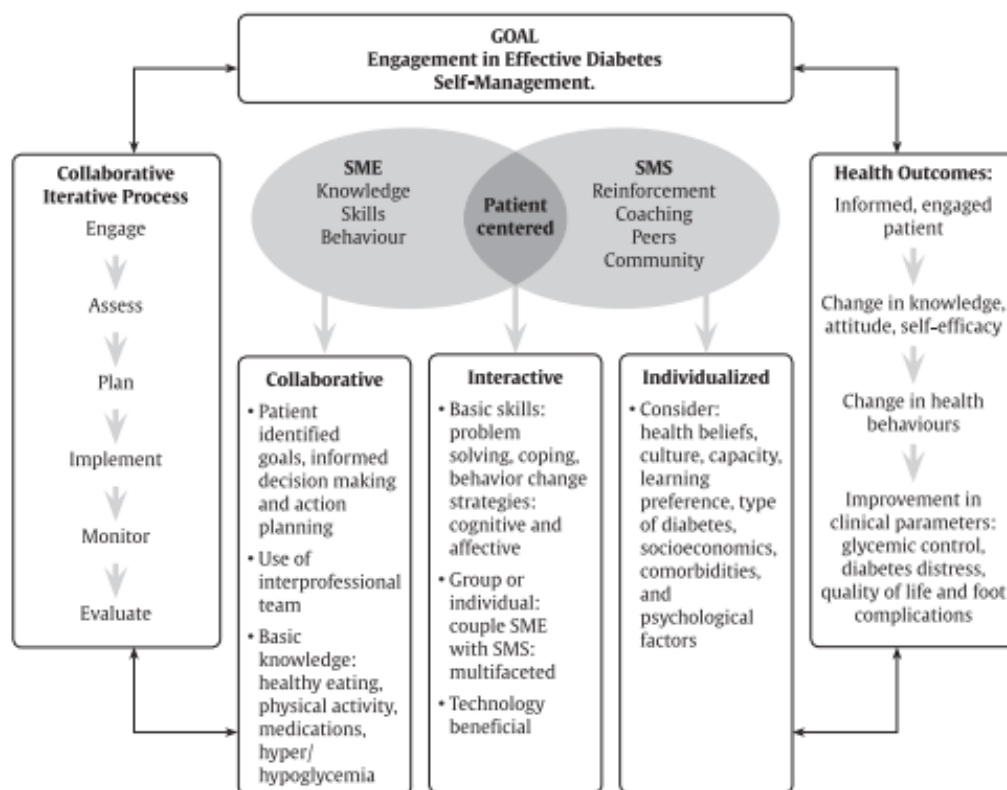 GOAL
Engagement in Effective Diabetes
Self-Management.
Collaborative
Iterative Process
Engage
Assess
Plan
Implement
Monitor
Evaluate
SME
Knowledge
Skills
Behaviour
Patient
centered
SMS
Reinforcement
Coaching
Peers
Community
Collaborative
• Patient
identified
goals, informed
decision making
and action
planning
• Use of
interprofessional
team
• Basic
knowledge:
healthy eating,
physical activity,
medications,
hyper/
hypoglycemia
Interactive
• Basic skills:
problem
solving, coping,
behavior change
strategies:
cognitive and
affective
• Group or
individual:
couple SME
with SMS:
multifaceted
• Technology
beneficial
Individualized
• Consider:
health beliefs,
culture, capacity,
learning
preference, type
of diabetes,
socioeconomics,
comorbidities,
and
psychological
factors
Health Outcomes:
Informed, engaged
patient
Change in knowledge,
attitude, self-efficacy
Change in health
behaviours
Improvement in
clinical parameters:
glycemic control,
diabetes distress,
quality of life and foot
complications